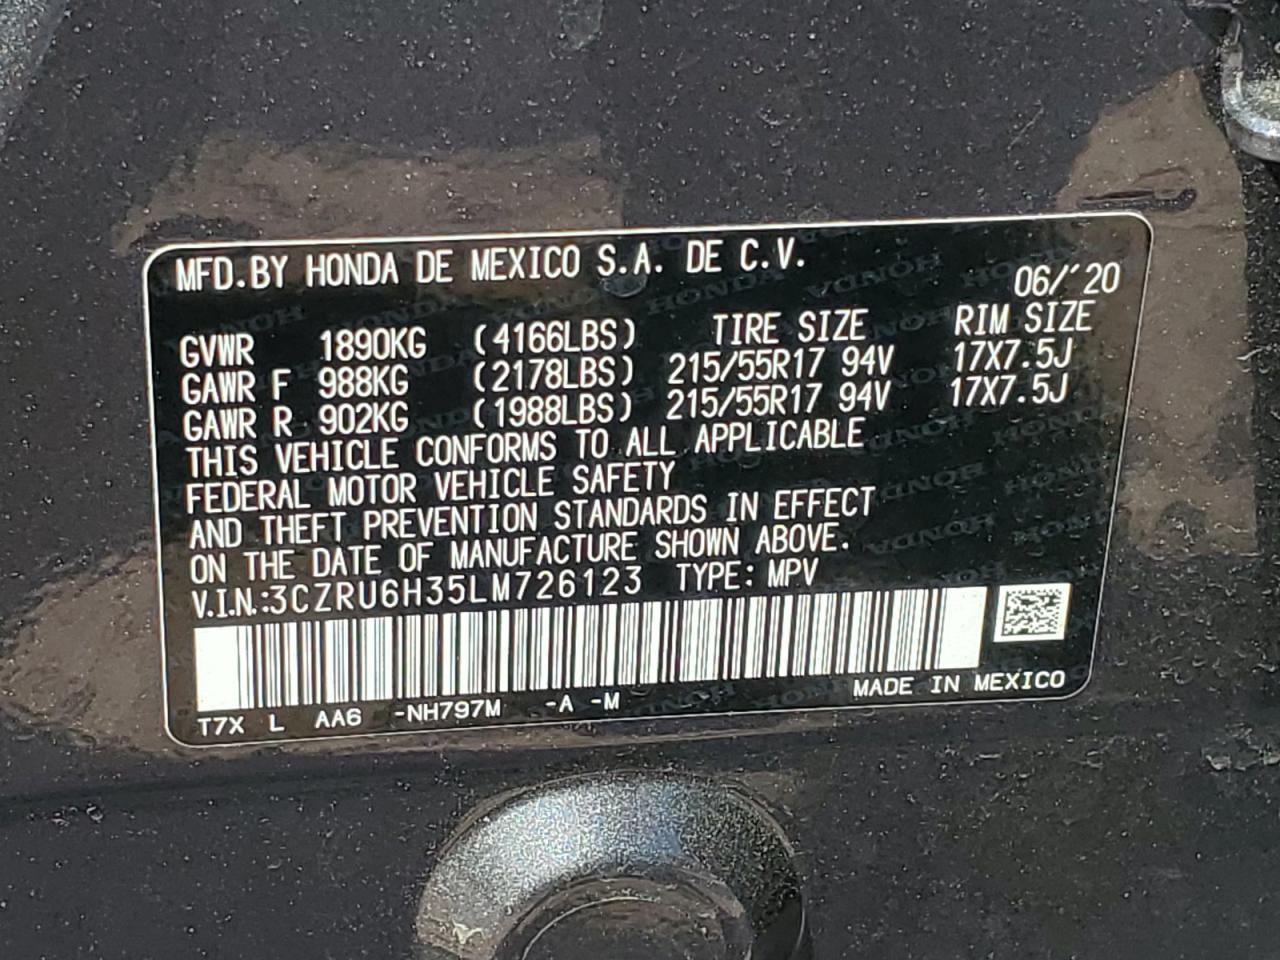 MFD.BY HONDA DE MEXICO S.A. DE C.V.
06/'20
GVWR 1890KG (4166LBS) TIRE SIZE RIM SIZE
GAWR F 988KG (2178LBS) 215/55R17 94V 17X7.5J
GAWR R 902KG (1988LBS) 215/55R17 94V 17X7.5J
THIS VEHICLE CONFORMS TO ALL APPLICABLE
FEDERAL MOTOR VEHICLE SAFETY
AND THEFT PREVENTION STANDARDS IN EFFECT
ON THE DATE OF MANUFACTURE SHOWN ABOVE.
V.I.N.:3CZRU6H35LM726123 TYPE: MPV
MADE IN MEXICO
T7X L AA6 -NH797M -A -M